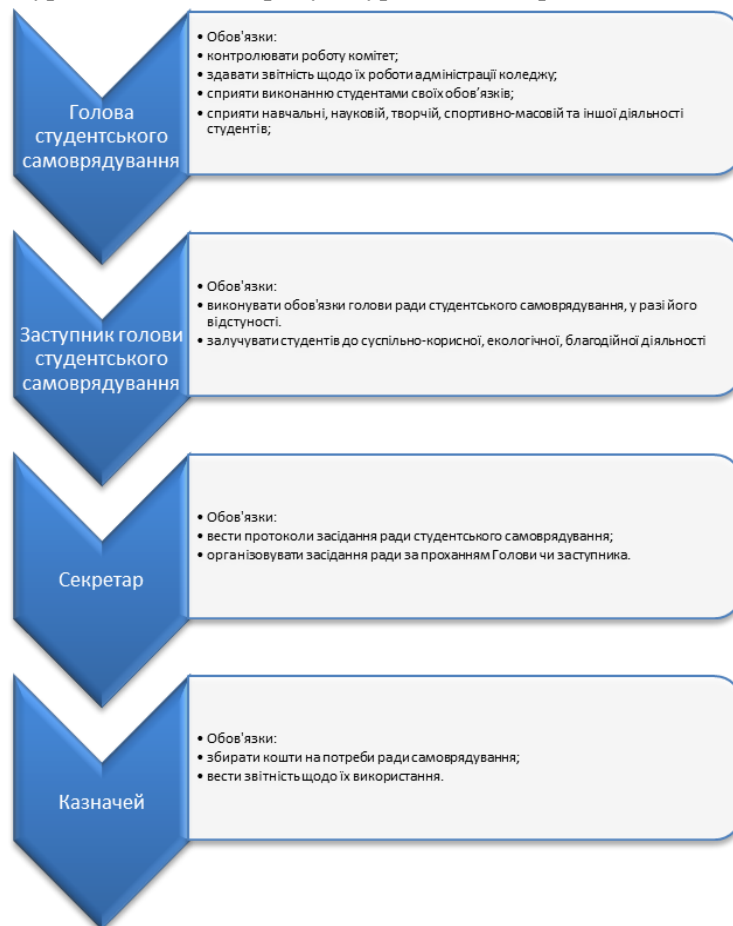 • Обов'язки:
• контролювати роботу комітет;
• здавати звітність щодо їх роботи адміністрації коледжу;
• сприяти виконанню студентами своїх обов’язків;
• сприяти навчальні, науковій, творчій, спортивно-масовій та іншої діяльності
студентів;
Голова
студентського
самоврядування
• Обов'язки:
• виконувати обов'язки голови ради студентського самоврядування, у разі його
відстуності.
• залучувати студентів до суспільно-корисної, екологічної, благодійної діяльності
Заступник голови
студентського
самоврядування
• Обов'язки:
• вести протоколи засідання ради студентського самоврядування;
• організовувати засідання ради за проханням Голови чи заступника.
Секретар
• Обов'язки:
• збирати кошти на потреби ради самоврядування;
• вести звітність щодо їх використання.
Казначей